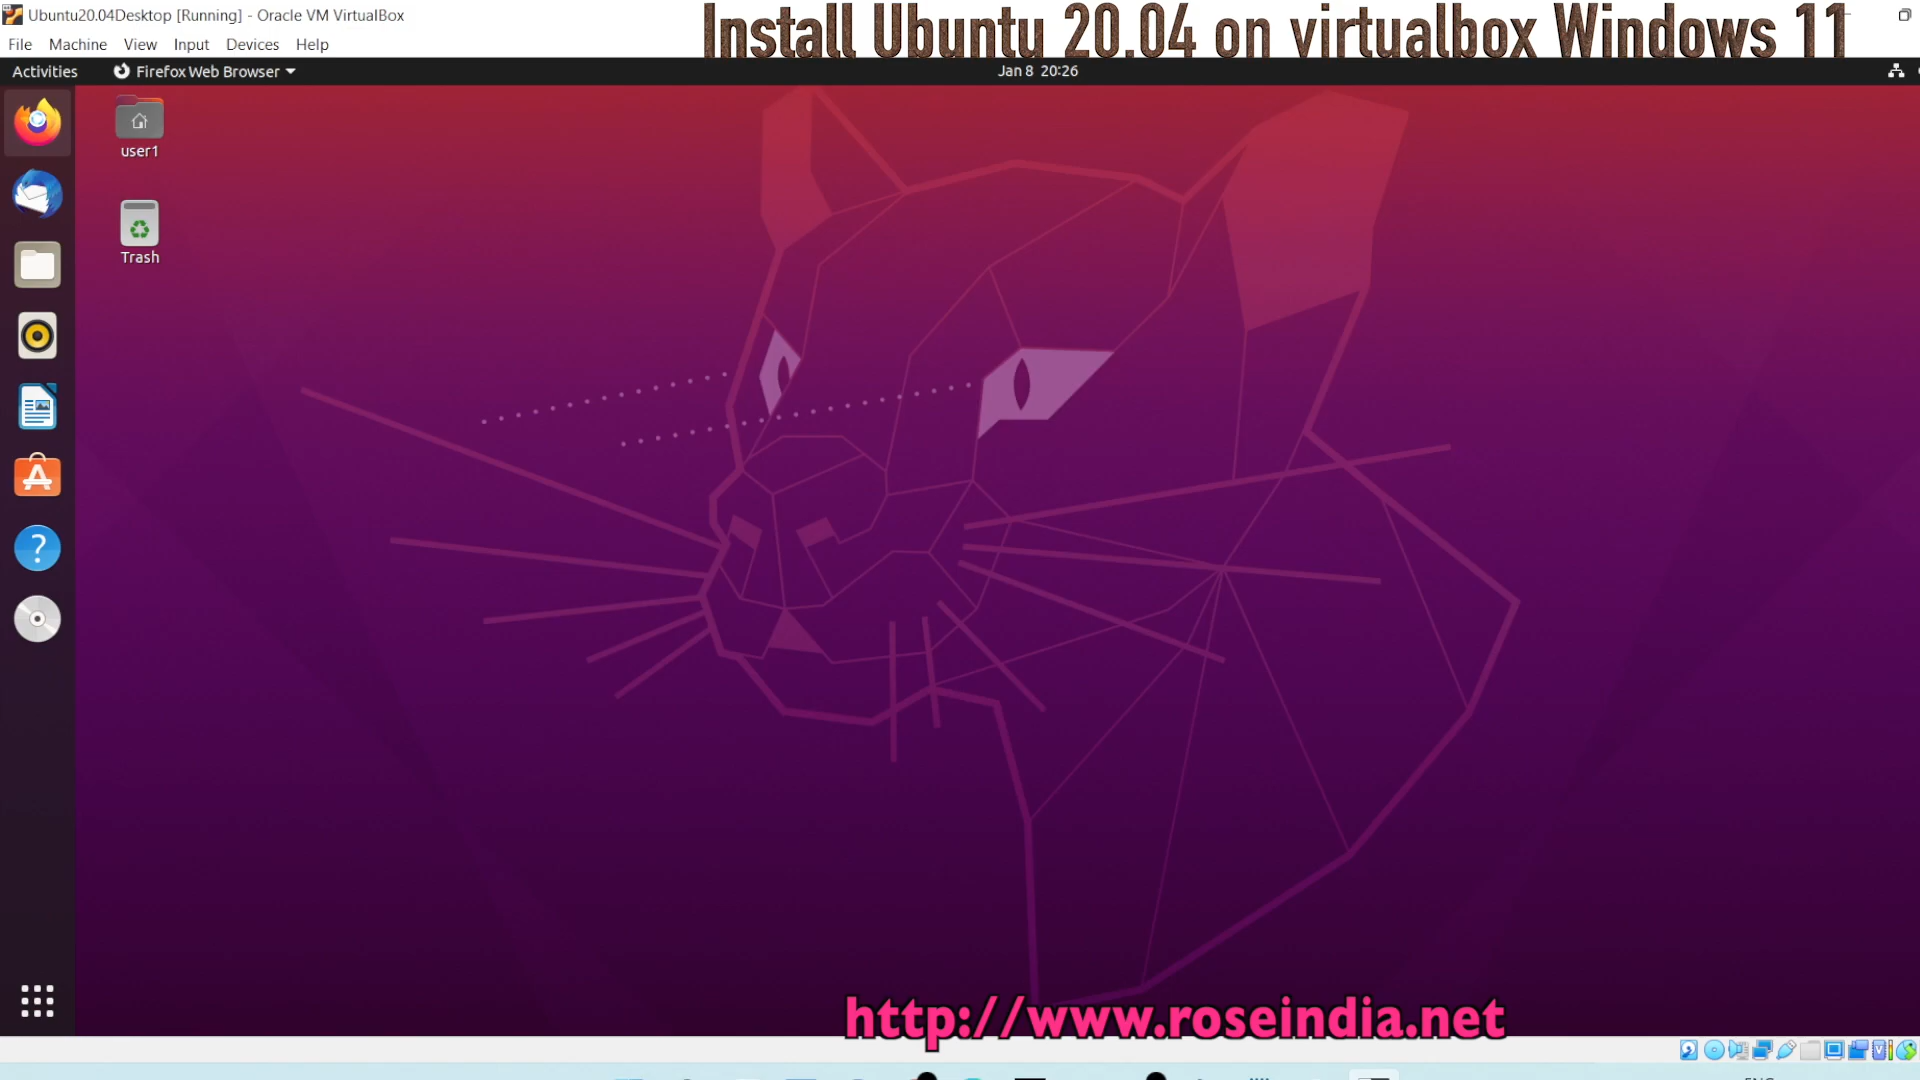 Ubuntu20.04Desktop [Running] - Oracle VM VirtualBox
Install Ubuntu 20.04 on virtualbox Windows 11
File Machine View Input Devices Help
Activities Firefox Web Browser Jan 8 20:26
user1
Trash
http://www.roseindia.net